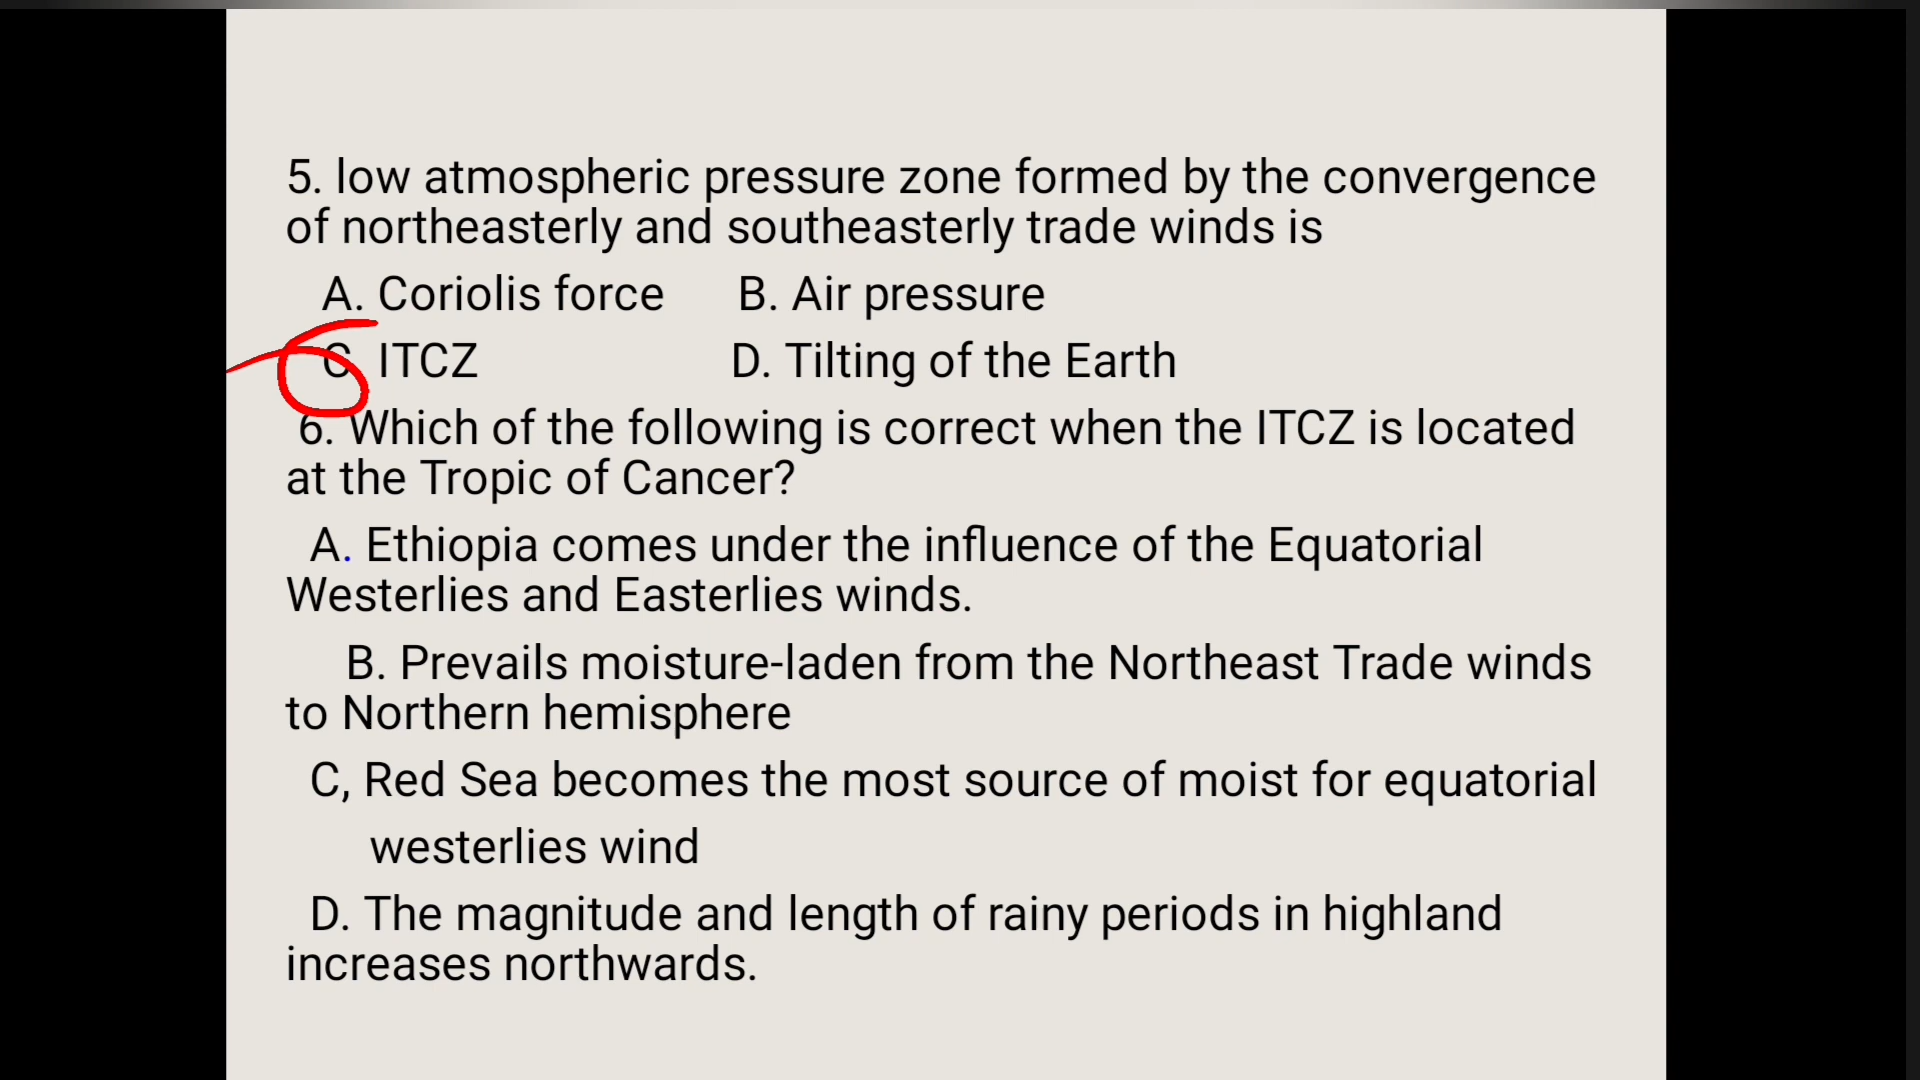 5. low atmospheric pressure zone formed by the convergence
of northeasterly and southeasterly trade winds is
A. Coriolis force B. Air pressure
C. ITCZ D. Tilting of the Earth
6. Which of the following is correct when the ITCZ is located
at the Tropic of Cancer?
A. Ethiopia comes under the influence of the Equatorial
Westerlies and Easterlies winds.
B. Prevails moisture-laden from the Northeast Trade winds
to Northern hemisphere
C, Red Sea becomes the most source of moist for equatorial
westerlies wind
D. The magnitude and length of rainy periods in highland
increases northwards.